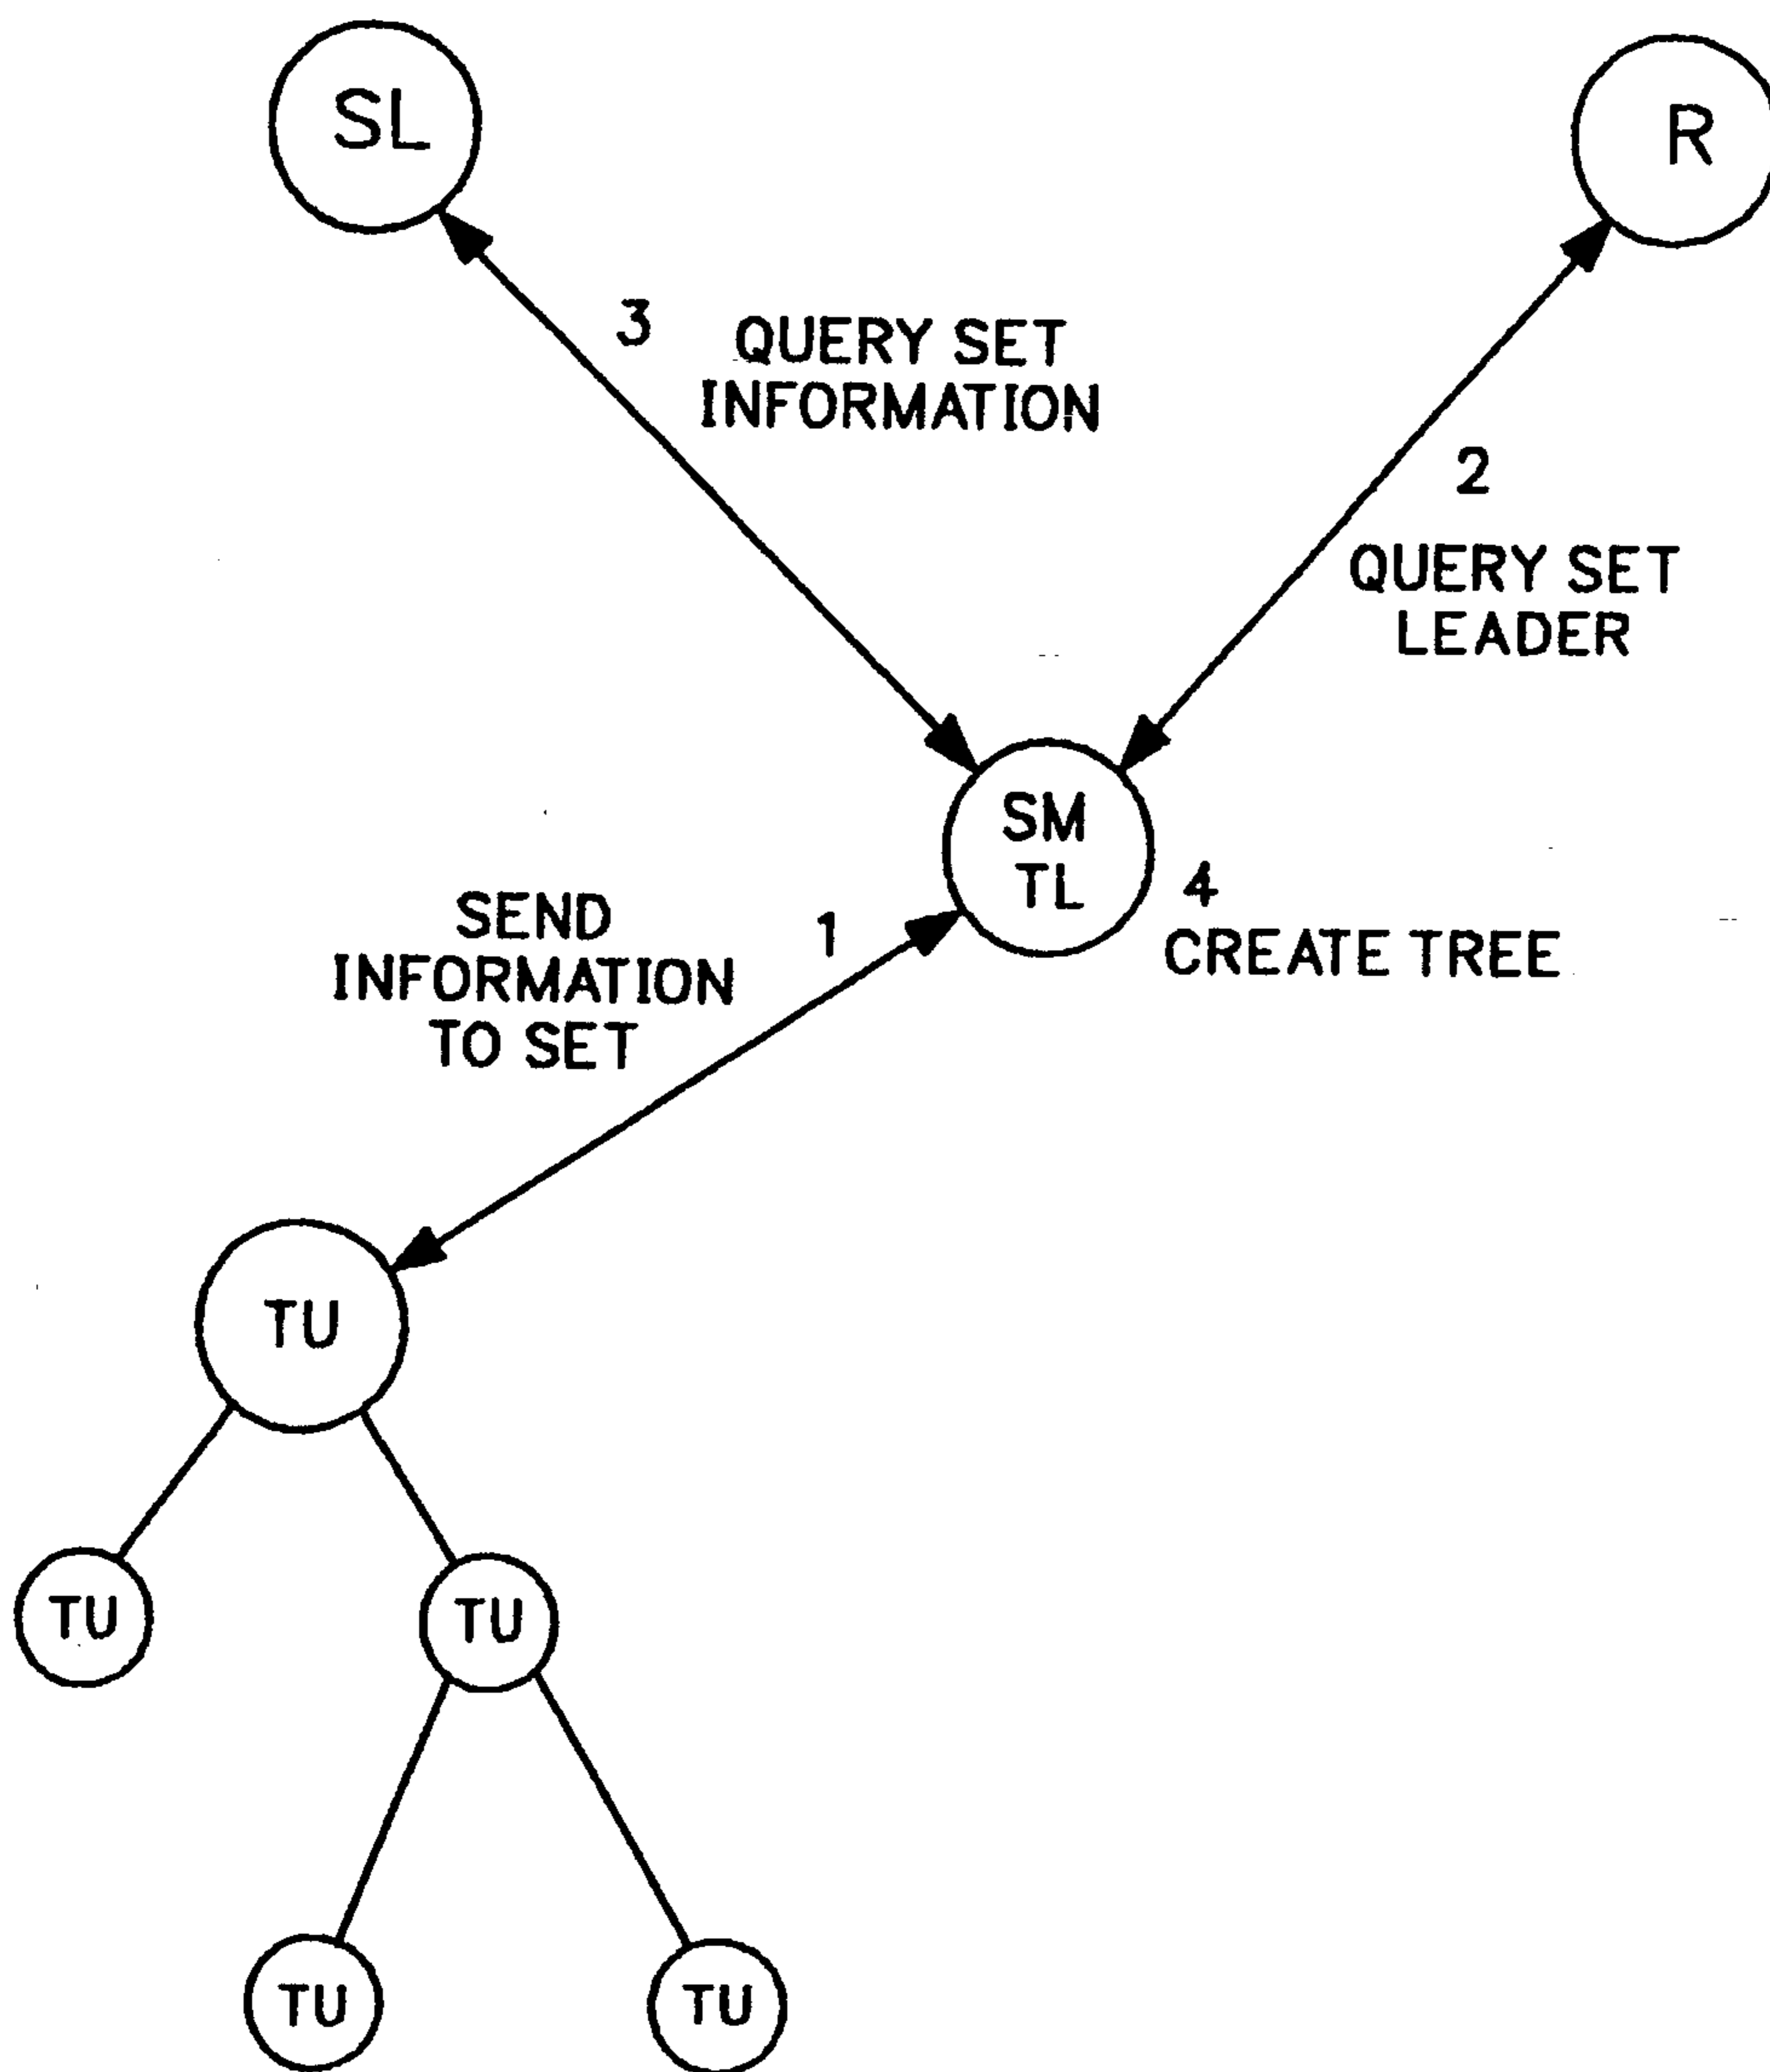 SL
R
3
QUERY SET
INFORMATION
2
QUERY SET
LEADER
SM
TL
4
CREATE TREE
1
SEND
INFORMATION
TO SET
TU
TU
TU
TU
TU